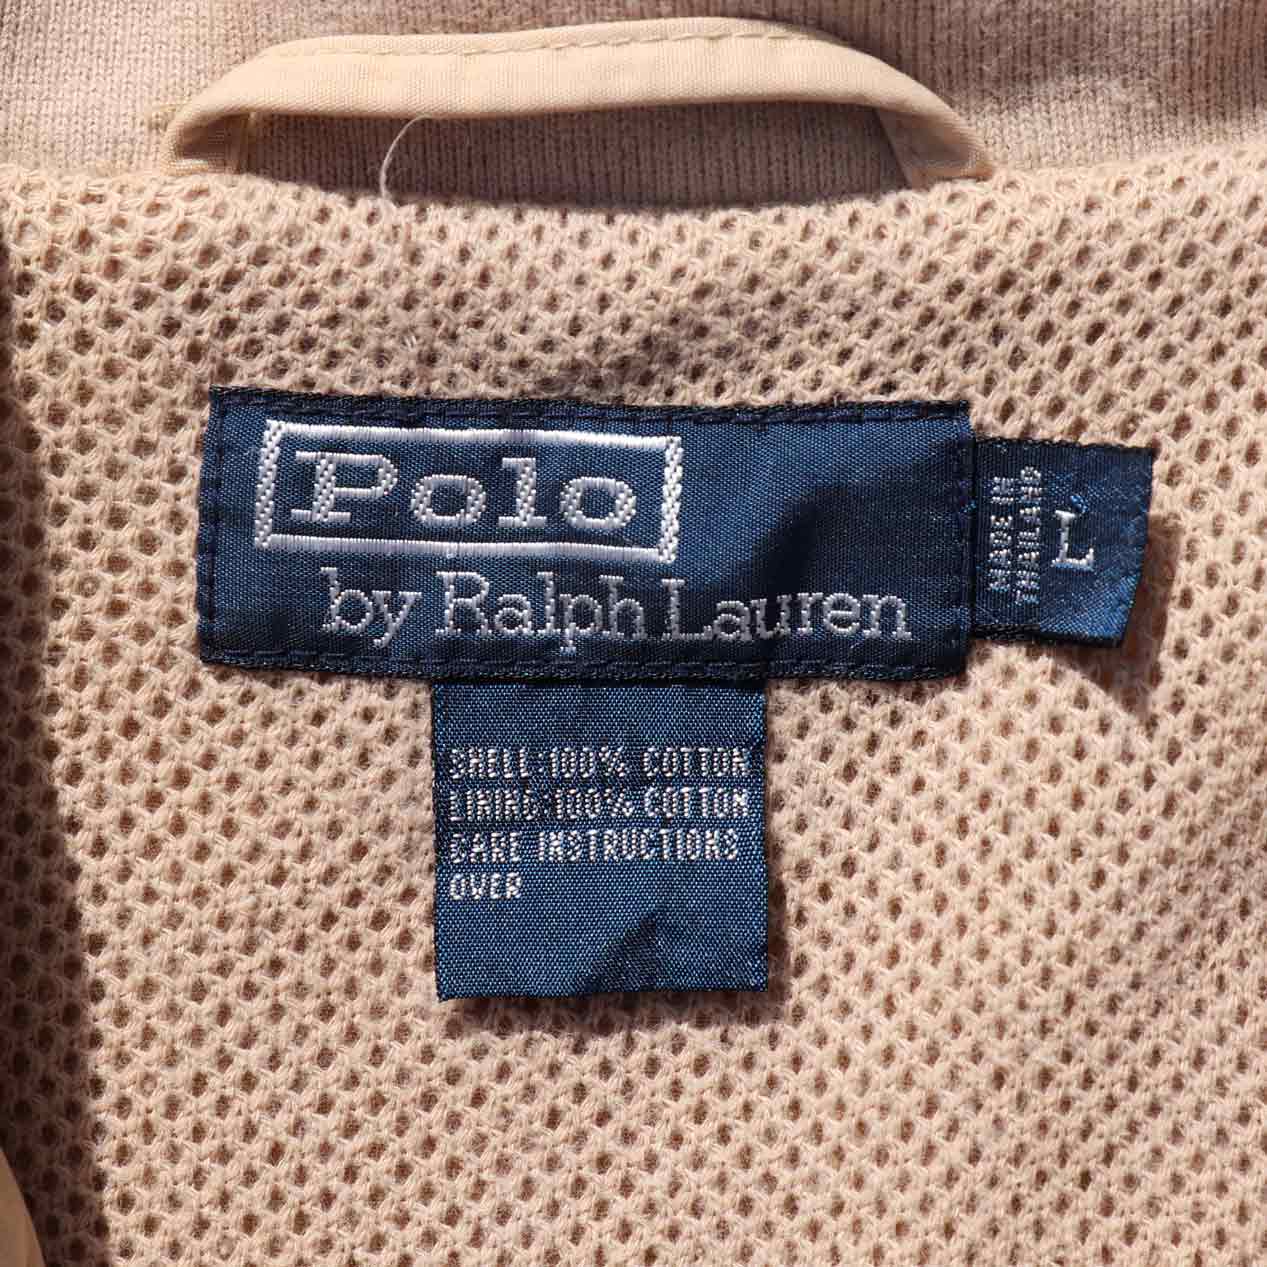 Polo
by Ralph Lauren
MADE IN
THAILAND
L
SHELL:100% COTTON
LINING:100% COTTON
CARE INSTRUCTIONS
OVER